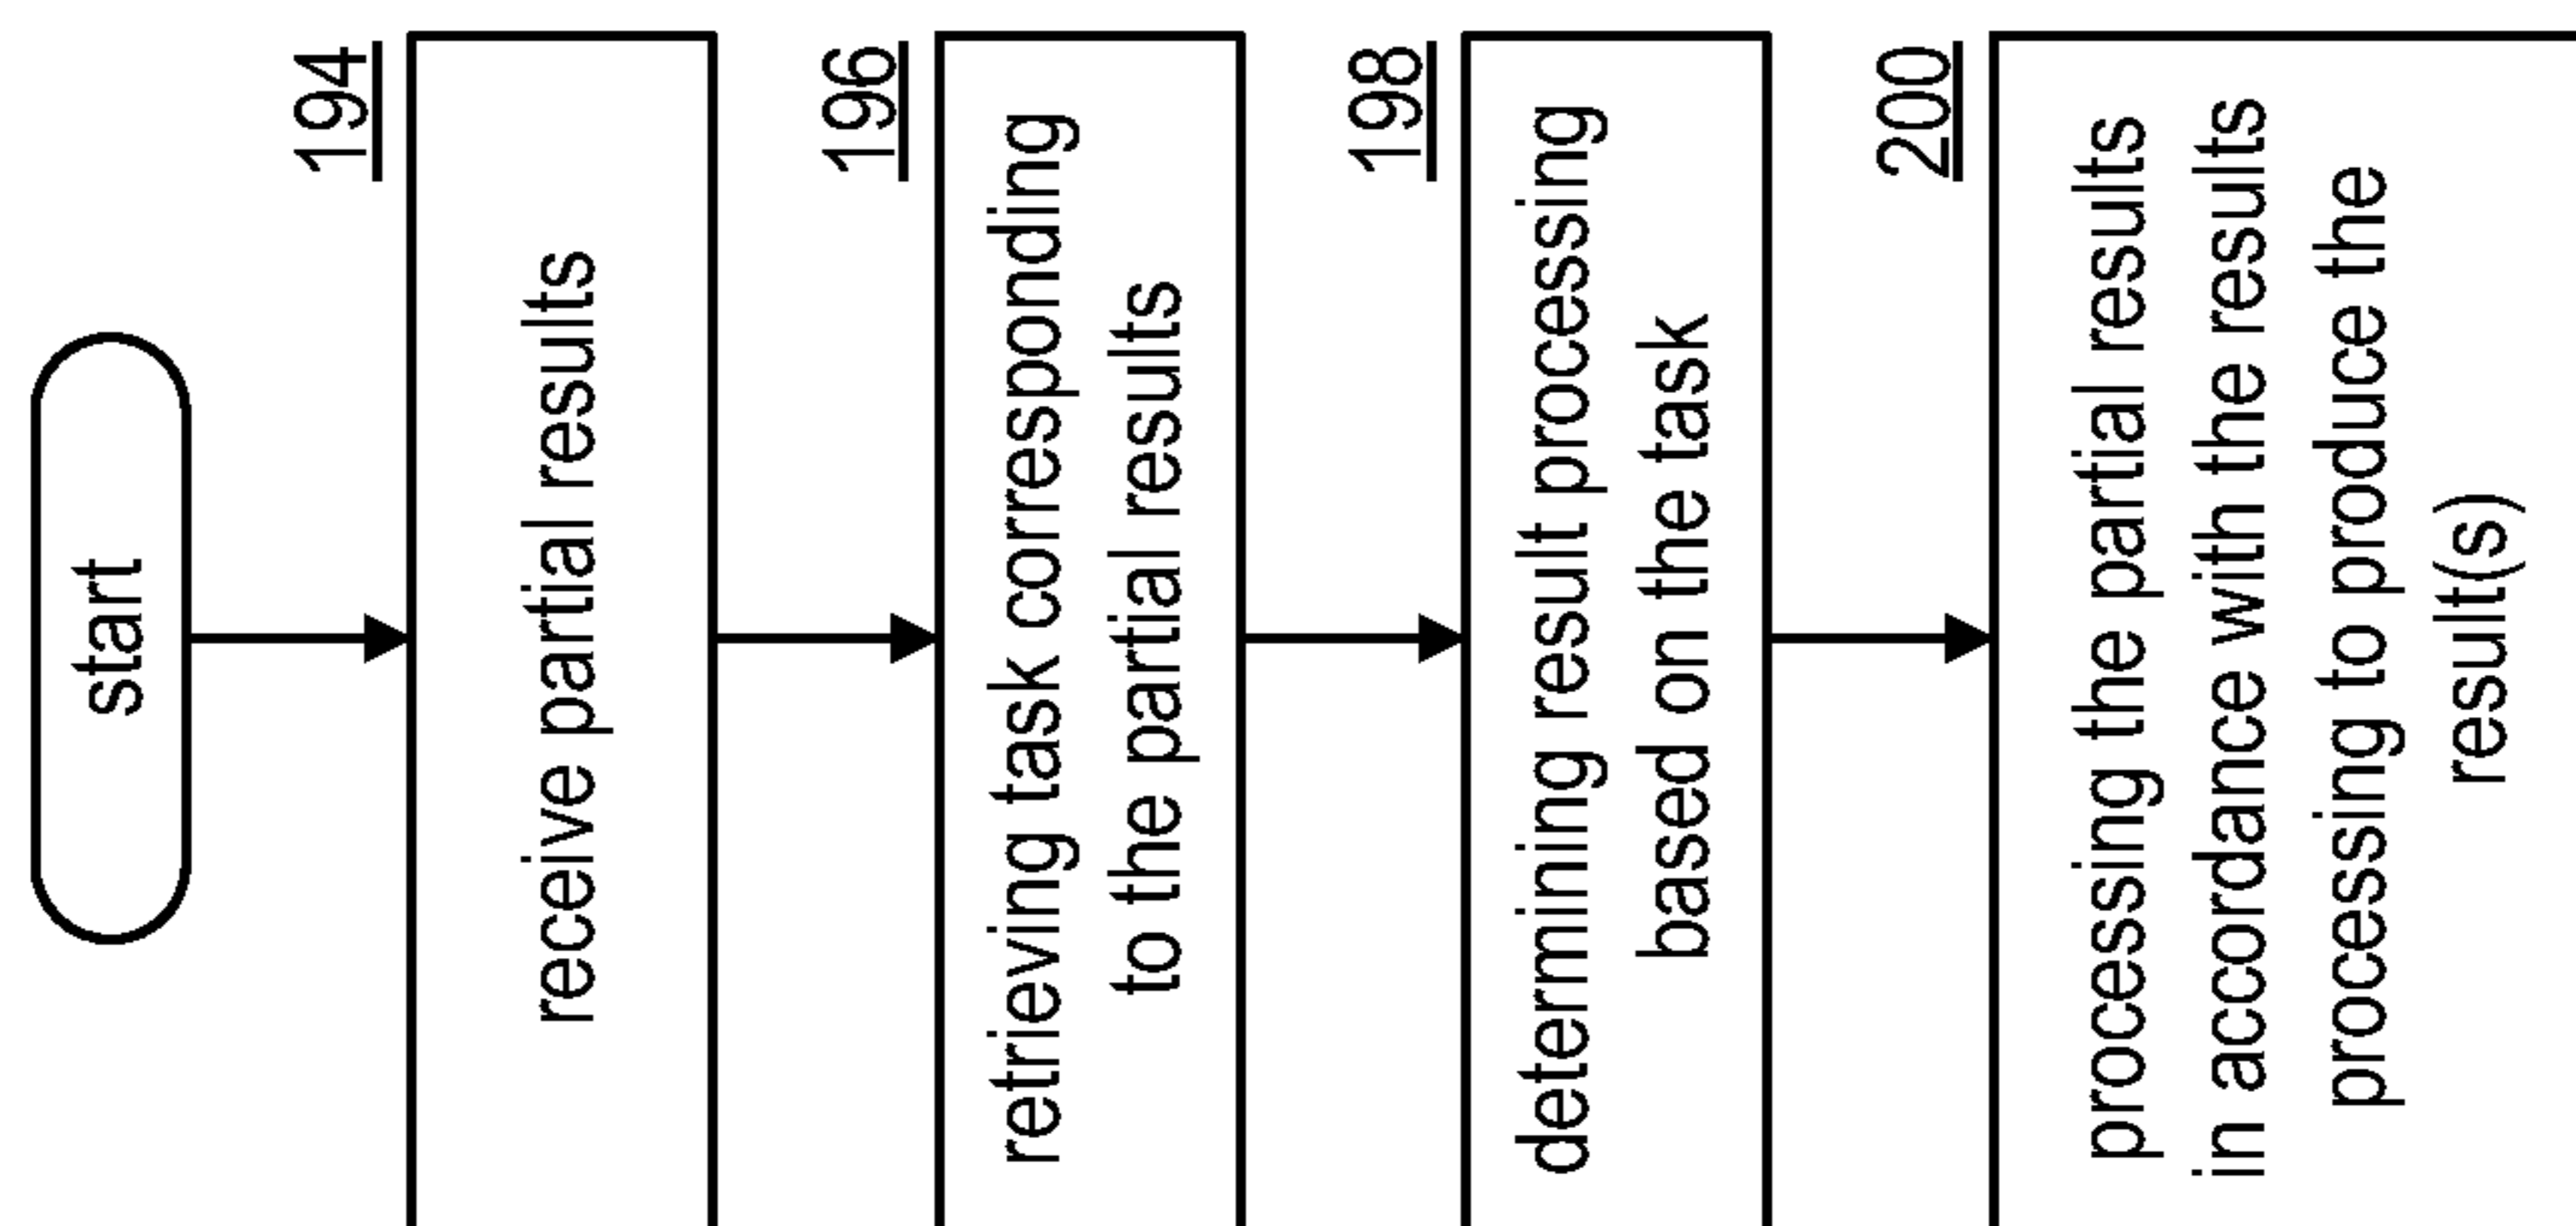 start
194
receive partial results
196
retrieving task corresponding
to the partial results
198
determining result processing
based on the task
200
processing the partial results
in accordance with the results
processing to produce the
result(s)